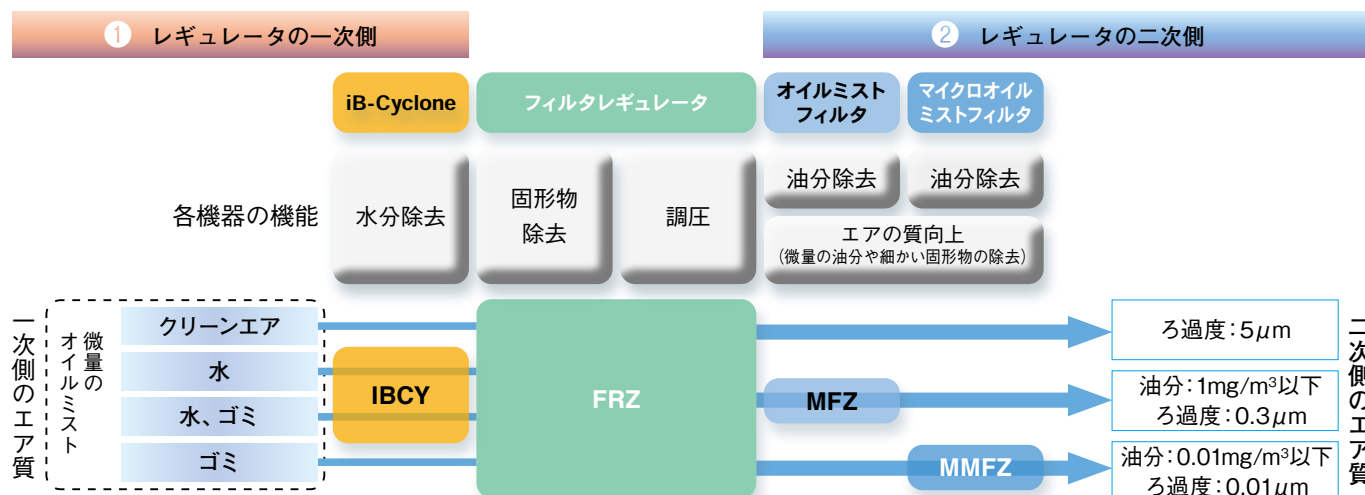 ① レギュレータの一次側
② レギュレータの二次側
iB-Cyclone
フィルタレギュレータ
オイルミスト
フィルタ
マイクロオイル
ミストフィルタ
各機器の機能
水分除去
固形物
除去
調圧
油分除去
油分除去
エアの質向上
(微量の油分や細かい固形物の除去)
一次側のエア質
微量の
オイルミスト
クリーンエア
水
水、ゴミ
ゴミ
IBCY
FRZ
MFZ
MMFZ
ろ過度:5μm
油分:1mg/m³以下
ろ過度:0.3μm
油分:0.01mg/m³以下
ろ過度:0.01μm
二次側のエア質